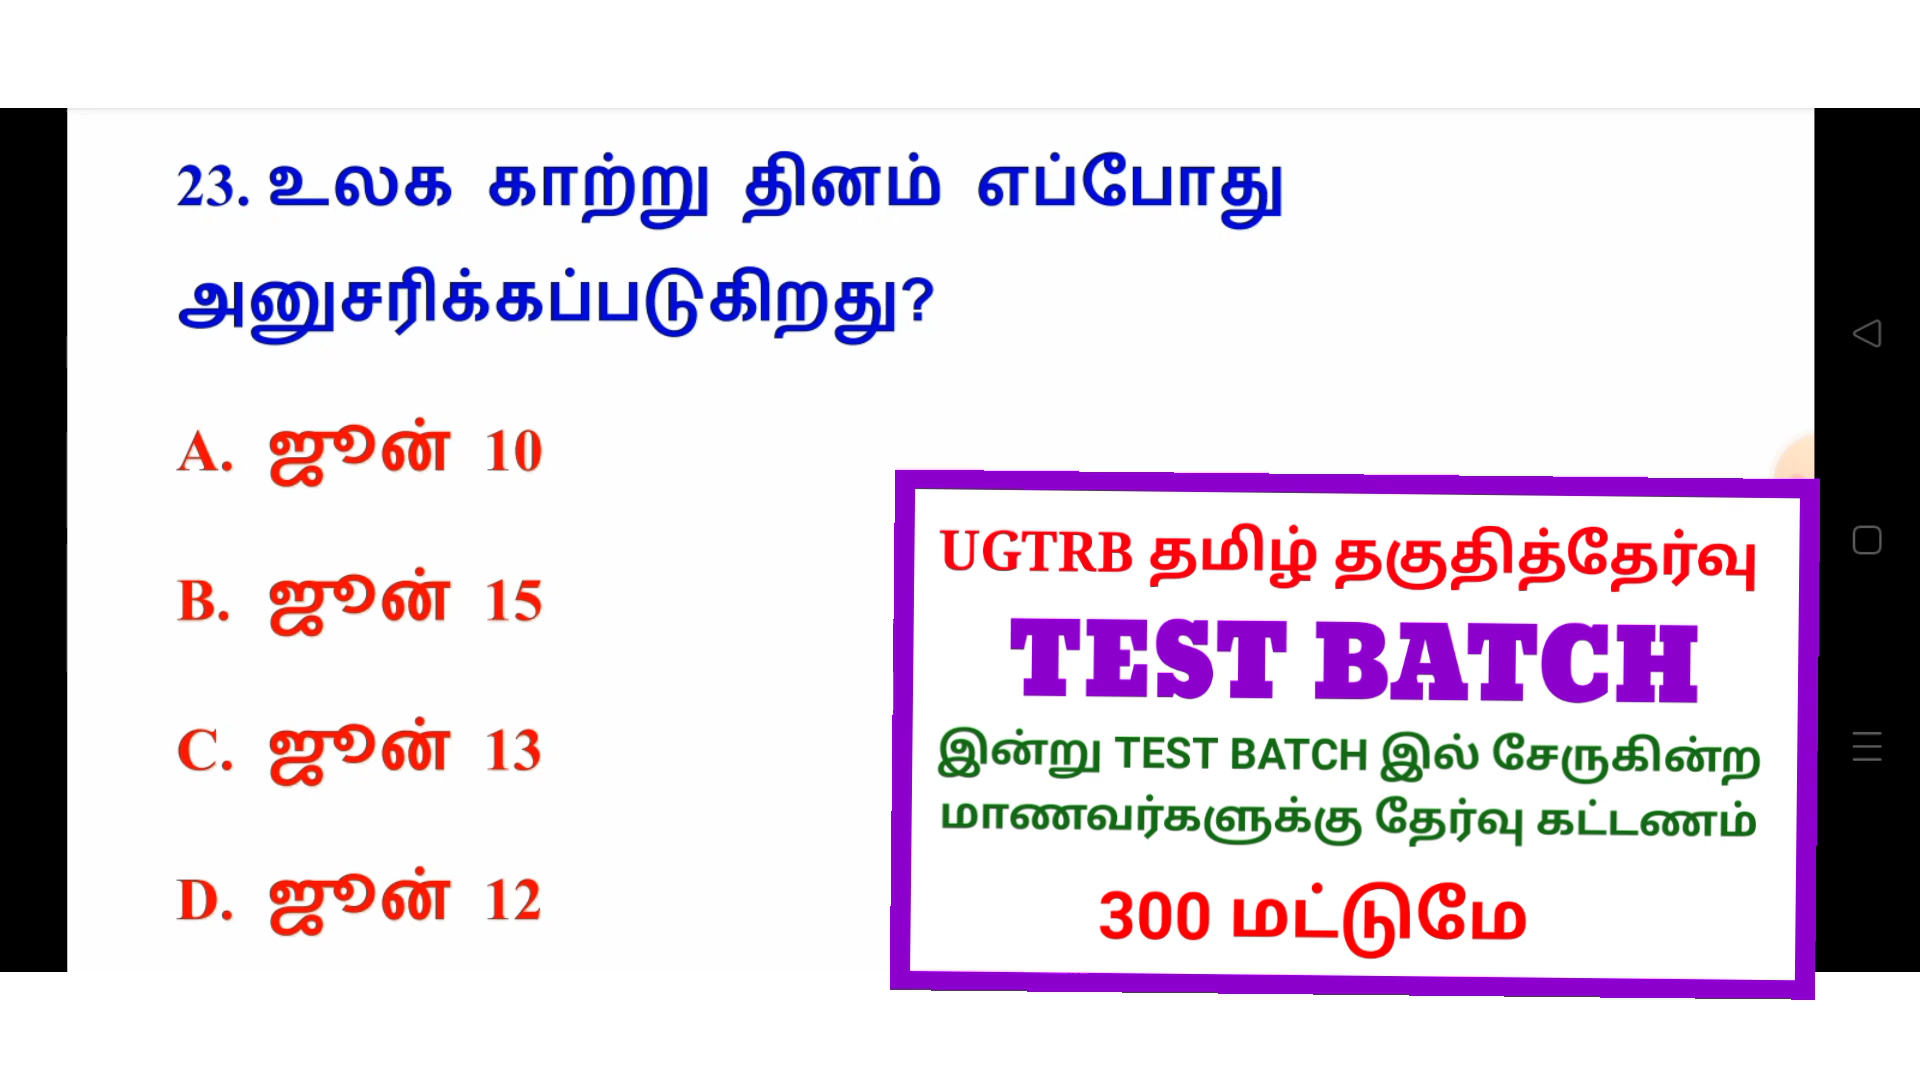 23. உலக காற்று தினம் எப்போது
அனுசரிக்கப்படுகிறது?
A. ஜூன் 10
B. ஜூன் 15
C. ஜூன் 13
D. ஜூன் 12
UGTRB தமிழ் தகுதித்தேர்வு
TEST BATCH
இன்று TEST BATCH இல் சேருகின்ற
மாணவர்களுக்கு தேர்வு கட்டணம்
300 மட்டுமே